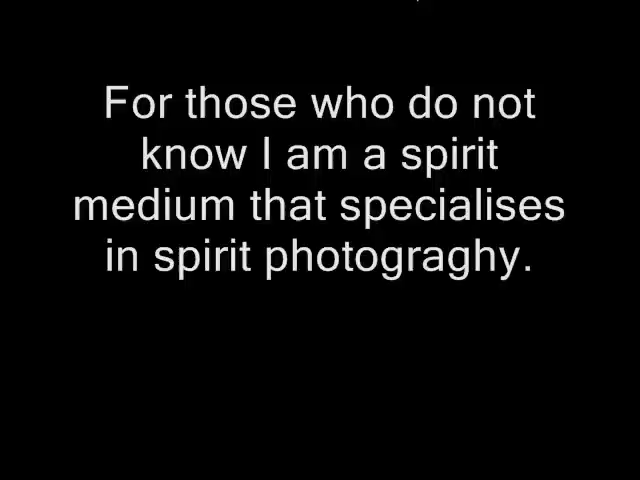 For those who do not
know I am a spirit
medium that specialises
in spirit photograghy.